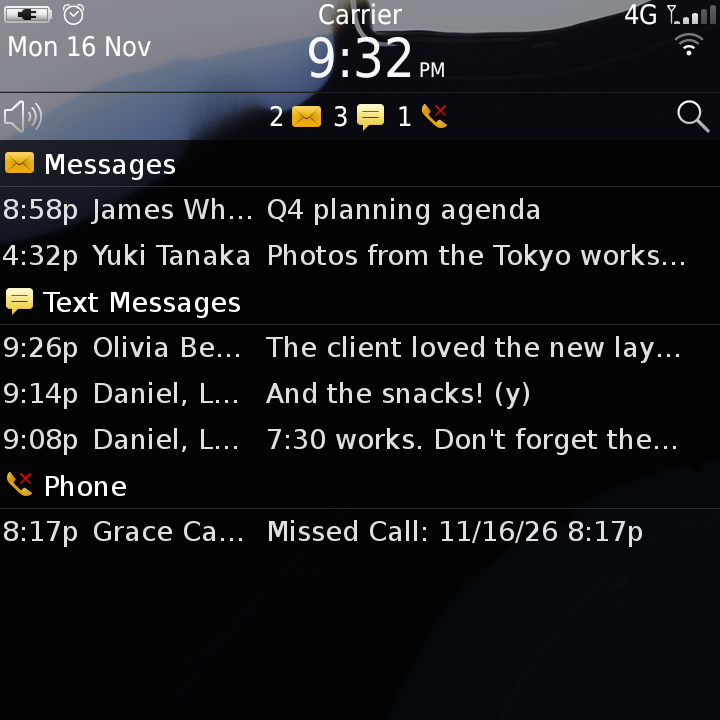 Carrier
4G
Mon 16 Nov
9:32 PM
2 3 1
Messages
8:58p James Wh... Q4 planning agenda
4:32p Yuki Tanaka Photos from the Tokyo works...
Text Messages
9:26p Olivia Be... The client loved the new lay...
9:14p Daniel, L... And the snacks! (y)
9:08p Daniel, L... 7:30 works. Don't forget the...
Phone
8:17p Grace Ca... Missed Call: 11/16/26 8:17p